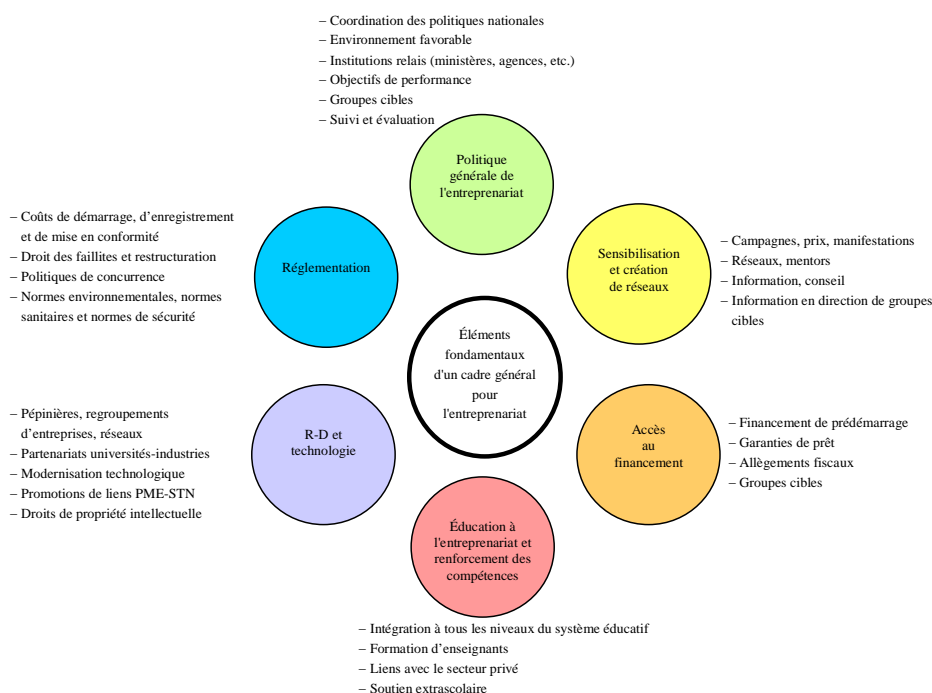 – Coordination des politiques nationales
– Environnement favorable
– Institutions relais (ministères, agences, etc.)
– Objectifs de performance
– Groupes cibles
– Suivi et évaluation
Politique
générale de
l'entreprenariat
– Coûts de démarrage, d’enregistrement
et de mise en conformité
– Droit des faillites et restructuration
– Politiques de concurrence
– Normes environnementales, normes
sanitaires et normes de sécurité
Réglementation
Sensibilisation
et création
de réseaux
– Campagnes, prix, manifestations
– Réseaux, mentors
– Information, conseil
– Information en direction de groupes
cibles
Éléments
fondamentaux
d'un cadre général
pour
l'entreprenariat
– Pépinières, regroupements
d’entreprises, réseaux
– Partenariats universités-industries
– Modernisation technologique
– Promotions de liens PME-STN
– Droits de propriété intellectuelle
R-D et
technologie
Accès
au
financement
– Financement de prédémarrage
– Garanties de prêt
– Allègements fiscaux
– Groupes cibles
Éducation à
l'entreprenariat et
renforcement des
compétences
– Intégration à tous les niveaux du système éducatif
– Formation d’enseignants
– Liens avec le secteur privé
– Soutien extrascolaire